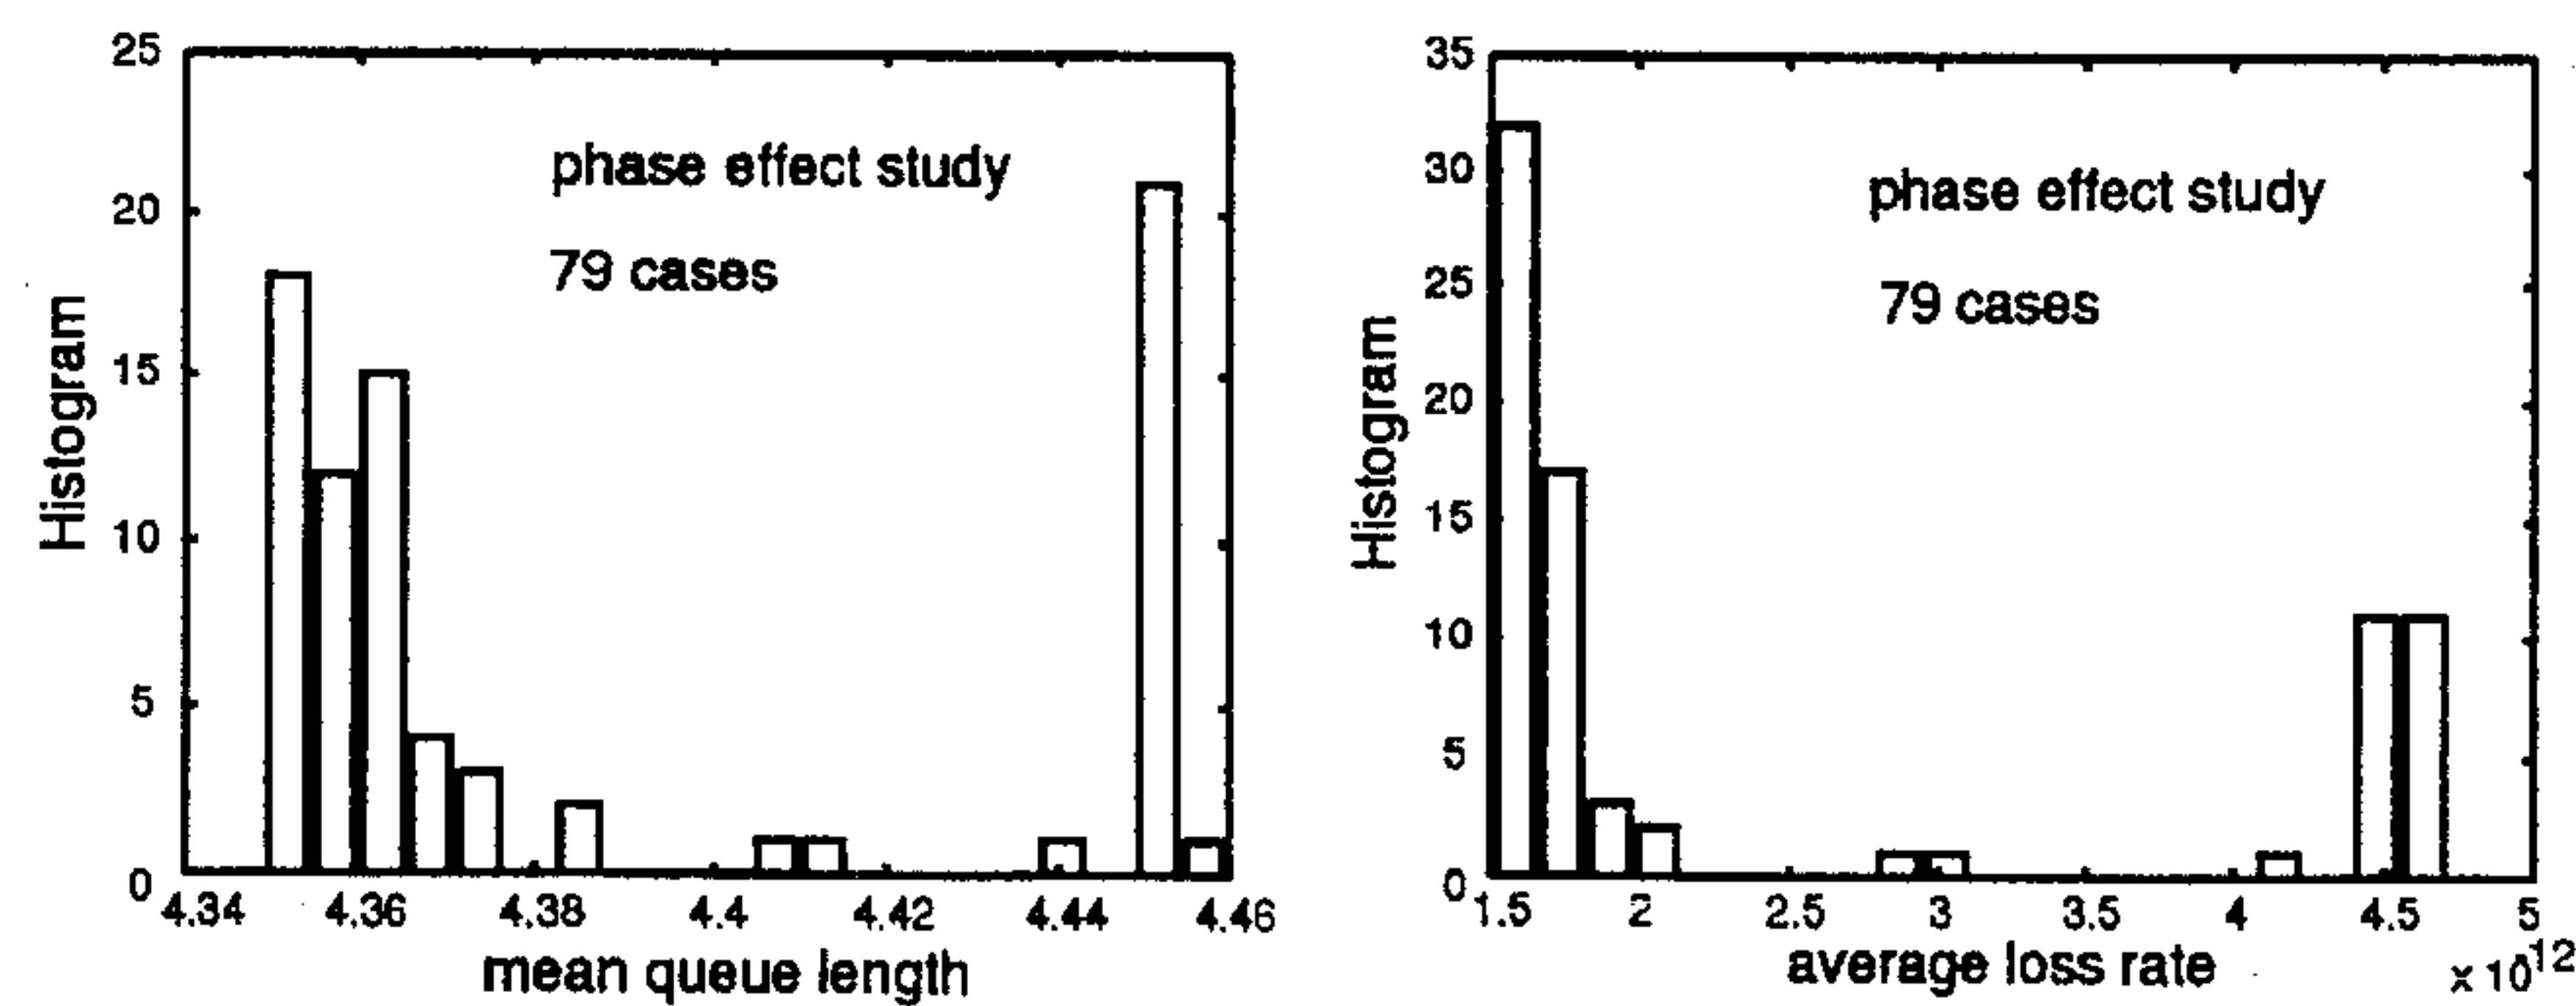 25
20
15
10
5
0
Histogram
phase effect study
79 cases
4.34 4.36 4.38 4.4 4.42 4.44 4.46
mean queue length
35
30
25
20
15
10
5
0
Histogram
phase effect study
79 cases
1.5 2 2.5 3 3.5 4 4.5 5
average loss rate
x 10^12